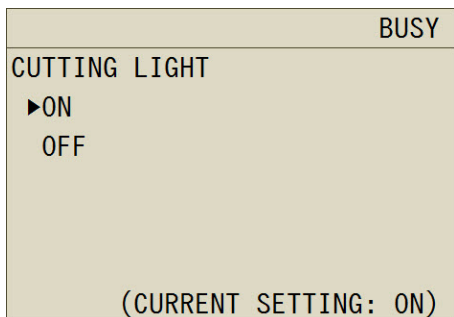 BUSY
CUTTING LIGHT
▶ON
OFF
(CURRENT SETTING: ON)